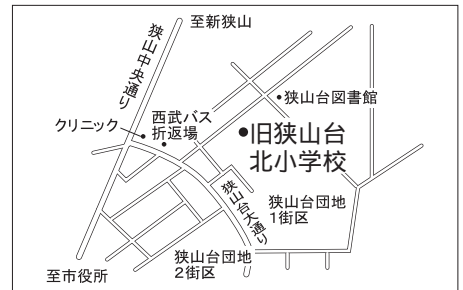 至新狭山
狭山中央通り
狭山台図書館
クリニック
西武バス
折返場
旧狭山台
北小学校
狭山台大通り
狭山台団地
1街区
狭山台団地
2街区
至市役所